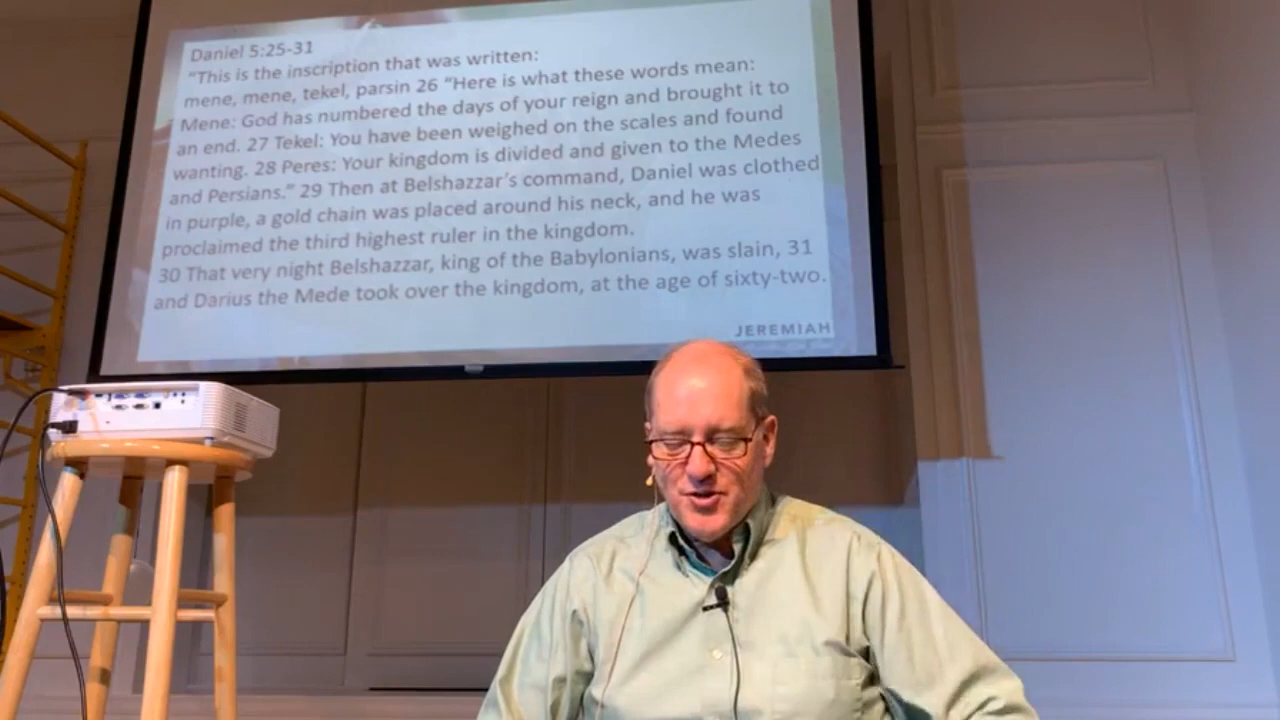 Daniel 5:25-31
“This is the inscription that was written:
mene, mene, tekel, parsin 26 “Here is what these words mean:
Mene: God has numbered the days of your reign and brought it to
an end. 27 Tekel: You have been weighed on the scales and found
wanting. 28 Peres: Your kingdom is divided and given to the Medes
and Persians.” 29 Then at Belshazzar’s command, Daniel was clothed
in purple, a gold chain was placed around his neck, and he was
proclaimed the third highest ruler in the kingdom.
30 That very night Belshazzar, king of the Babylonians, was slain, 31
and Darius the Mede took over the kingdom, at the age of sixty-two.
JEREMIAH